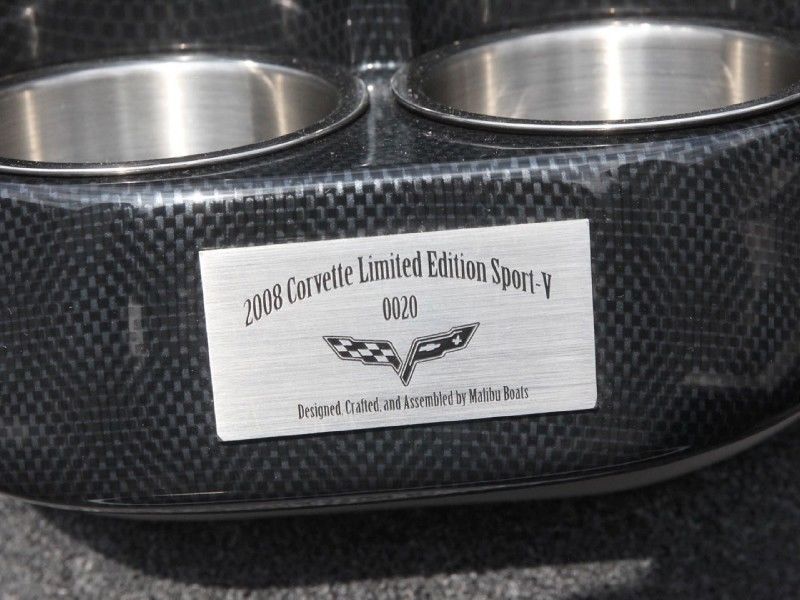 2008 Corvette Limited Edition Sport-V
0020
Designed, Crafted, and Assembled by Malibu Boats